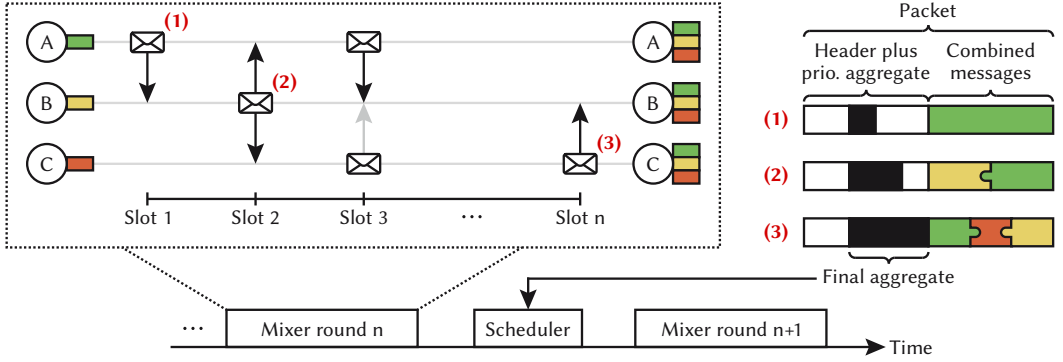 A
(1)
A
B
(2)
B
C
(3)
C
Slot 1
Slot 2
Slot 3
...
Slot n
Packet
Header plus
prio. aggregate
Combined
messages
(1)
(2)
(3)
Final aggregate
...
Mixer round n
Scheduler
Mixer round n+1
Time